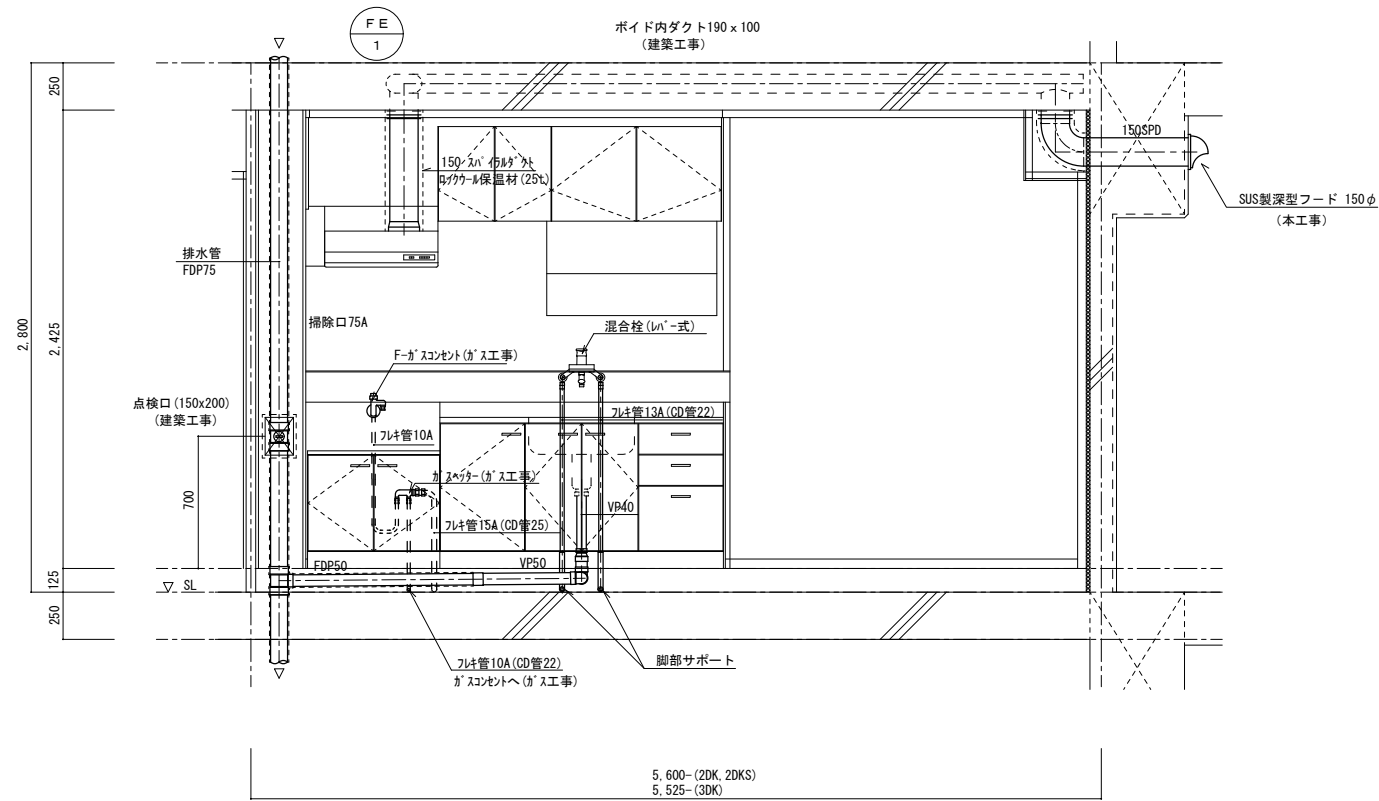 FE
1
ボイド内ダクト190 x 100
(建築工事)
250
150SPD
150 スパイラルダクト
ロックウール保温材(25t)
SUS製深型フード 150φ
(本工事)
排水管
FDP75
2,800
2,425
掃除口75A
混合栓(レバー式)
F-ガスコンセント(ガス工事)
点検口(150x200)
(建築工事)
フレキ管13A(CD管22)
フレキ管10A
ガスヘッター(ガス工事)
700
VP40
フレキ管15A(CD管25)
FDP50
VP50
125
SL
250
フレキ管10A(CD管22)
ガスコンセントへ(ガス工事)
脚部サポート
5,600-(2DK,2DKS)
5,525-(3DK)